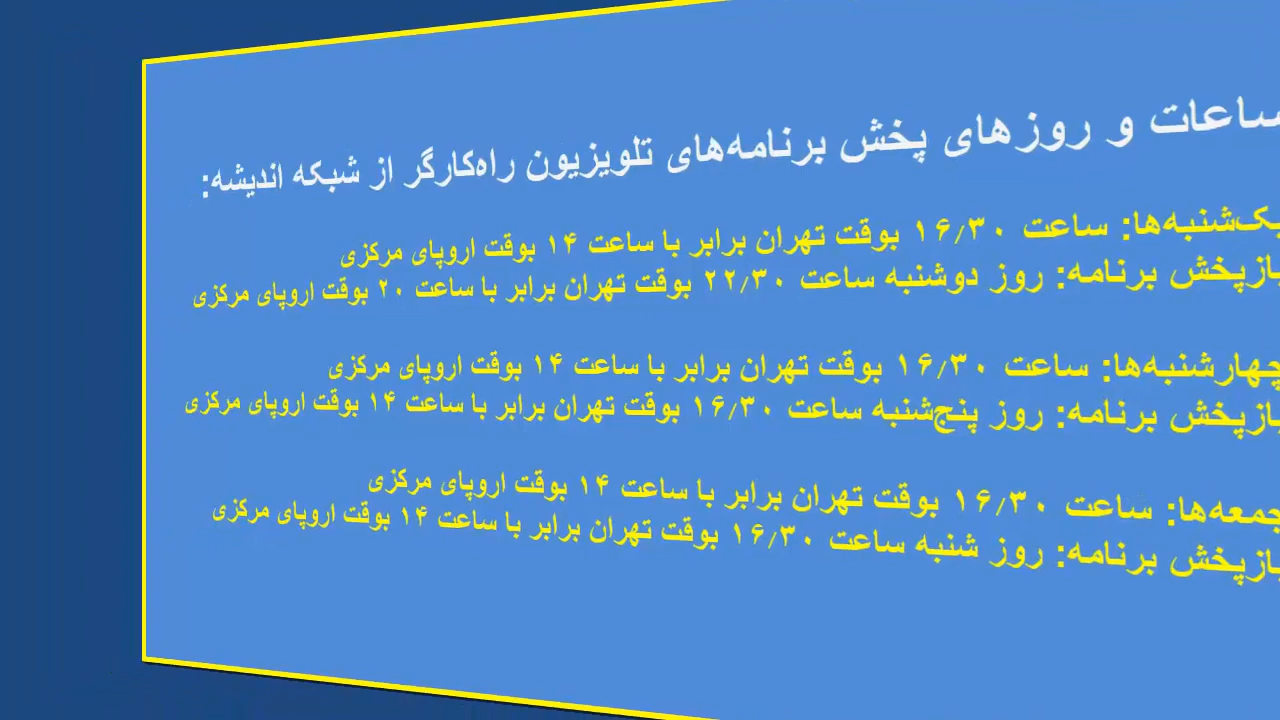 ساعات و روزهای پخش برنامه‌های تلویزیون راه‌کارگر از شبکه اندیشه:
یک‌شنبه‌ها: ساعت ۱۶٫۳۰ بوقت تهران برابر با ساعت ۱۴ بوقت اروپای مرکزی
بازپخش برنامه: روز دوشنبه ساعت ۲۲٫۳۰ بوقت تهران برابر با ساعت ۲۰ بوقت اروپای مرکزی
چهارشنبه‌ها: ساعت ۱۶٫۳۰ بوقت تهران برابر با ساعت ۱۴ بوقت اروپای مرکزی
بازپخش برنامه: روز پنج‌شنبه ساعت ۱۶٫۳۰ بوقت تهران برابر با ساعت ۱۴ بوقت اروپای مرکزی
جمعه‌ها: ساعت ۱۶٫۳۰ بوقت تهران برابر با ساعت ۱۴ بوقت اروپای مرکزی
بازپخش برنامه: روز شنبه ساعت ۱۶٫۳۰ بوقت تهران برابر با ساعت ۱۴ بوقت اروپای مرکزی